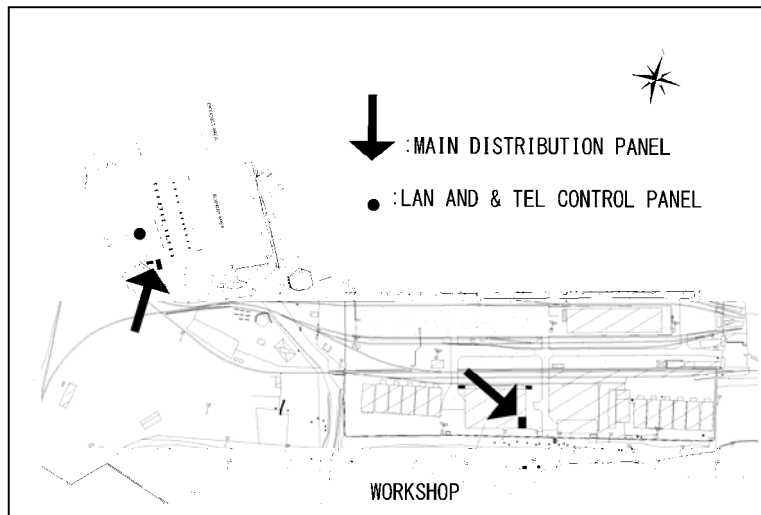 :MAIN DISTRIBUTION PANEL
:LAN AND & TEL CONTROL PANEL
WORKSHOP